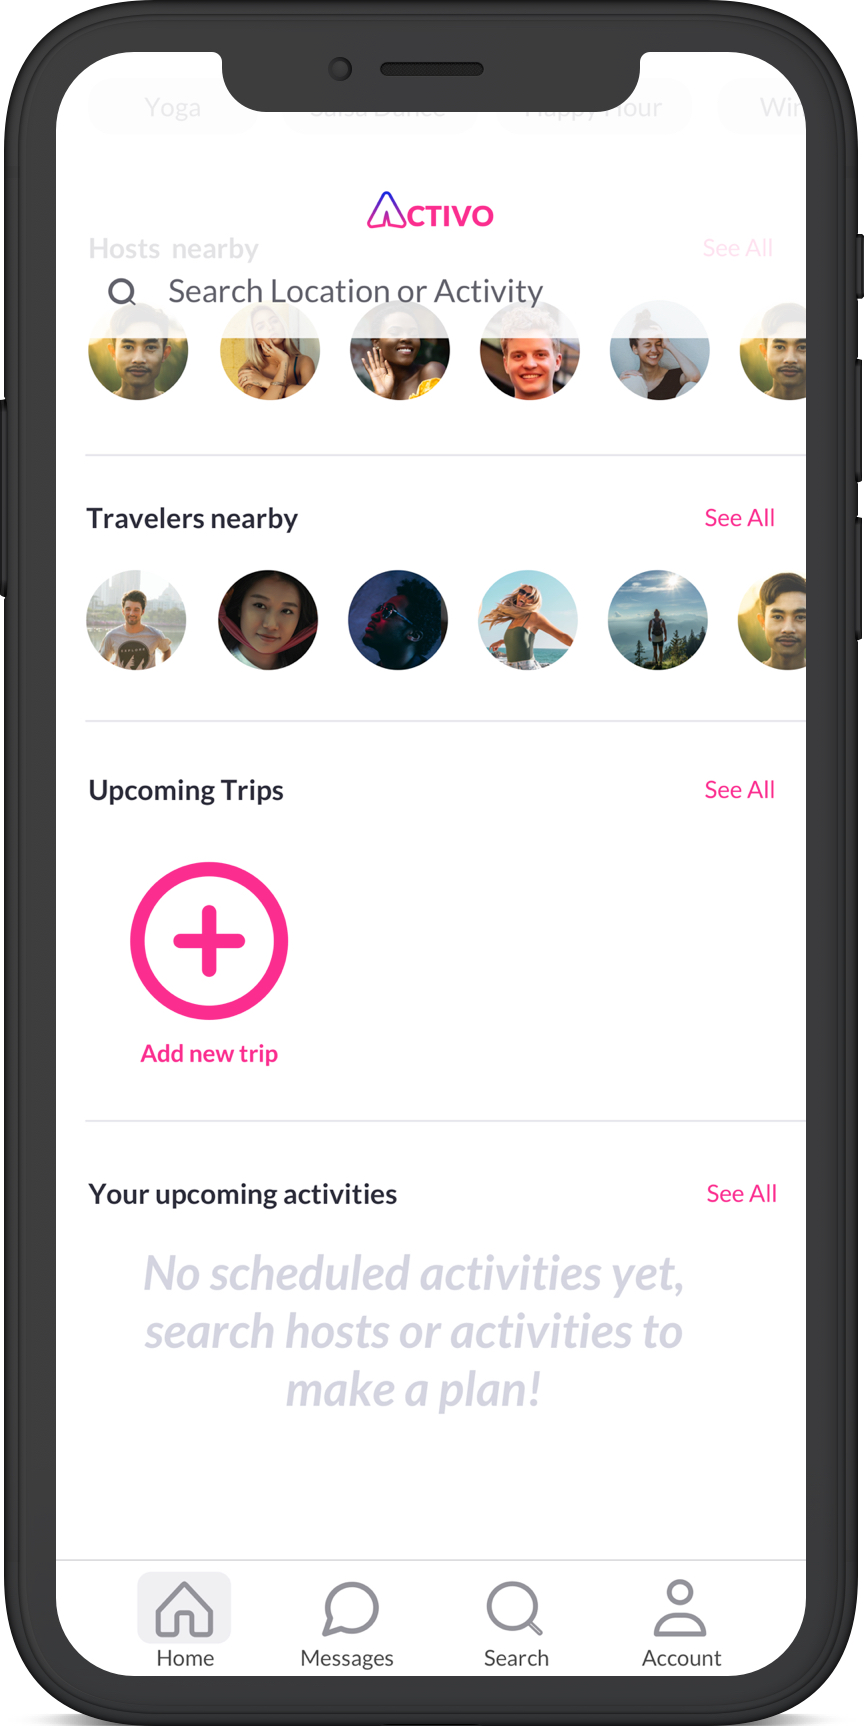 Yoga
Salsa Dance
Happy Hour
ACTIVO
Hosts nearby
See All
Search Location or Activity
Travelers nearby
See All
EXPLORE
Upcoming Trips
See All
Add new trip
Your upcoming activities
See All
No scheduled activities yet,
search hosts or activities to
make a plan!
Home
Messages
Search
Account